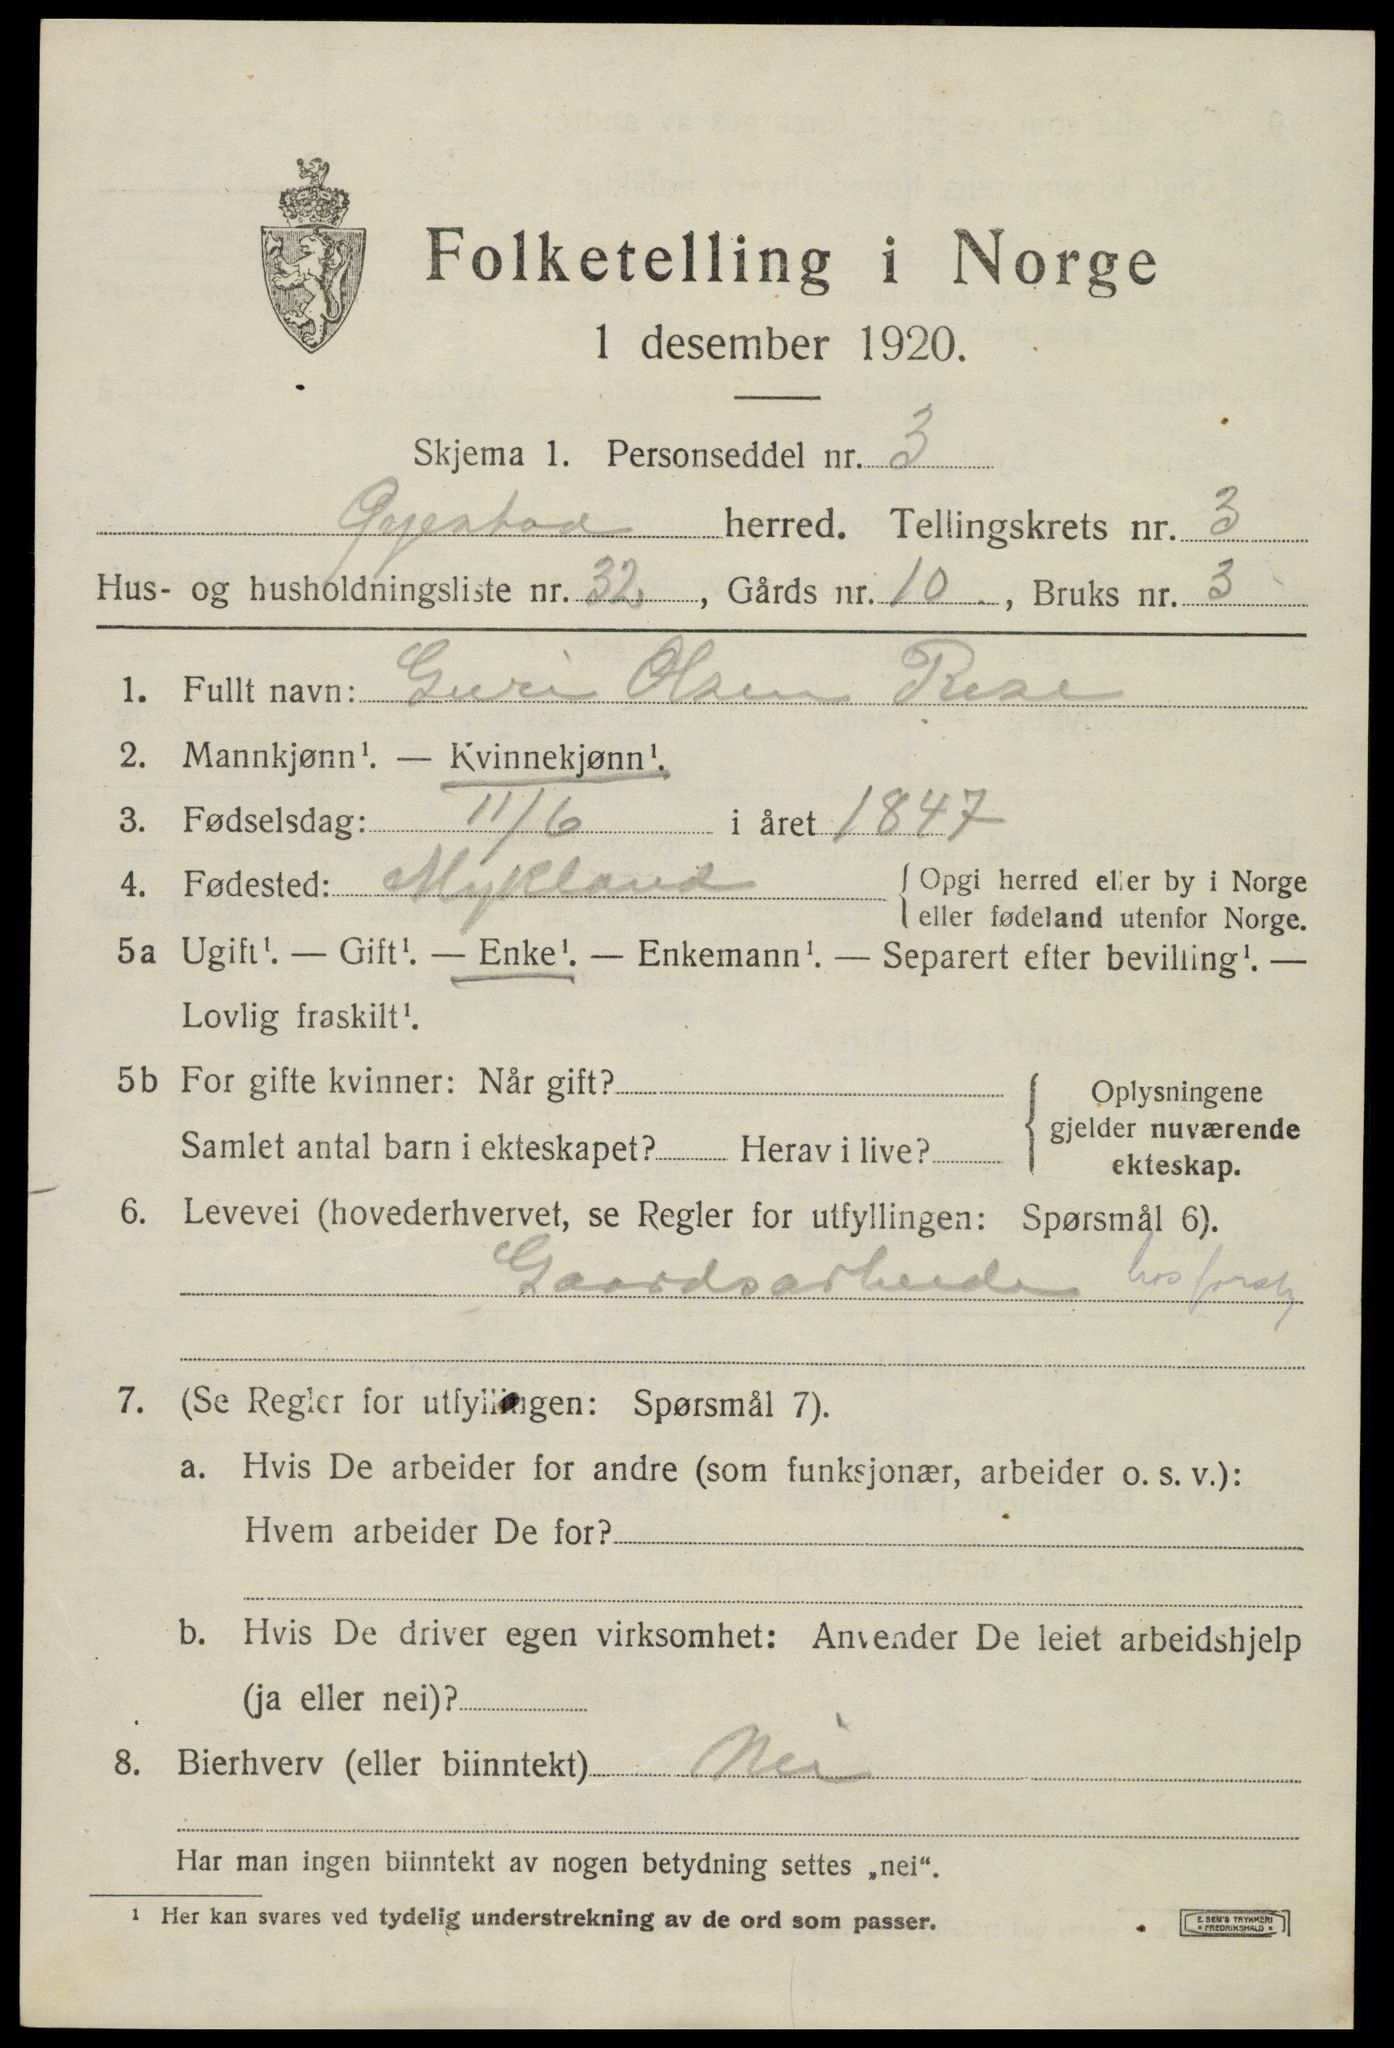 Folketelling i Norge
1 desember 1920.
Skjema 1. Personseddel nr. 3
Øyestad herred. Tellingskrets nr. 3
Hus- og husholdningsliste nr. 32, Gårds nr. 10, Bruks nr. 3
1. Fullt navn: Guri Olsen
2. Mannkjønn¹. — Kvinnekjønn¹.
3. Fødselsdag: 11/6 i året 1847
4. Fødested: Mykland { Opgi herred eller by i Norge
eller fødeland utenfor Norge.
5a Ugift¹. — Gift¹. — Enke¹. — Enkemann¹. — Separert efter bevilling¹. —
Lovlig fraskilt¹.
5b For gifte kvinner: Når gift?
Samlet antal barn i ekteskapet? Herav i live?
{ Oplysningene
gjelder nuværende
ekteskap.
6. Levevei (hovederhvervet, se Regler for utfyllingen: Spørsmål 6).
Gaardsarbeide hos
7. (Se Regler for utfyllingen: Spørsmål 7).
a. Hvis De arbeider for andre (som funksjonær, arbeider o. s. v.):
Hvem arbeider De for?
b. Hvis De driver egen virksomhet: Anvender De leiet arbeidshjelp
(ja eller nei)?
8. Bierhverv (eller biinntekt) Nei
Har man ingen biinntekt av nogen betydning settes „nei“.
¹ Her kan svares ved tydelig understrekning av de ord som passer.
E. SEM'S TRYKKERI
* FREDRIKSHALD *